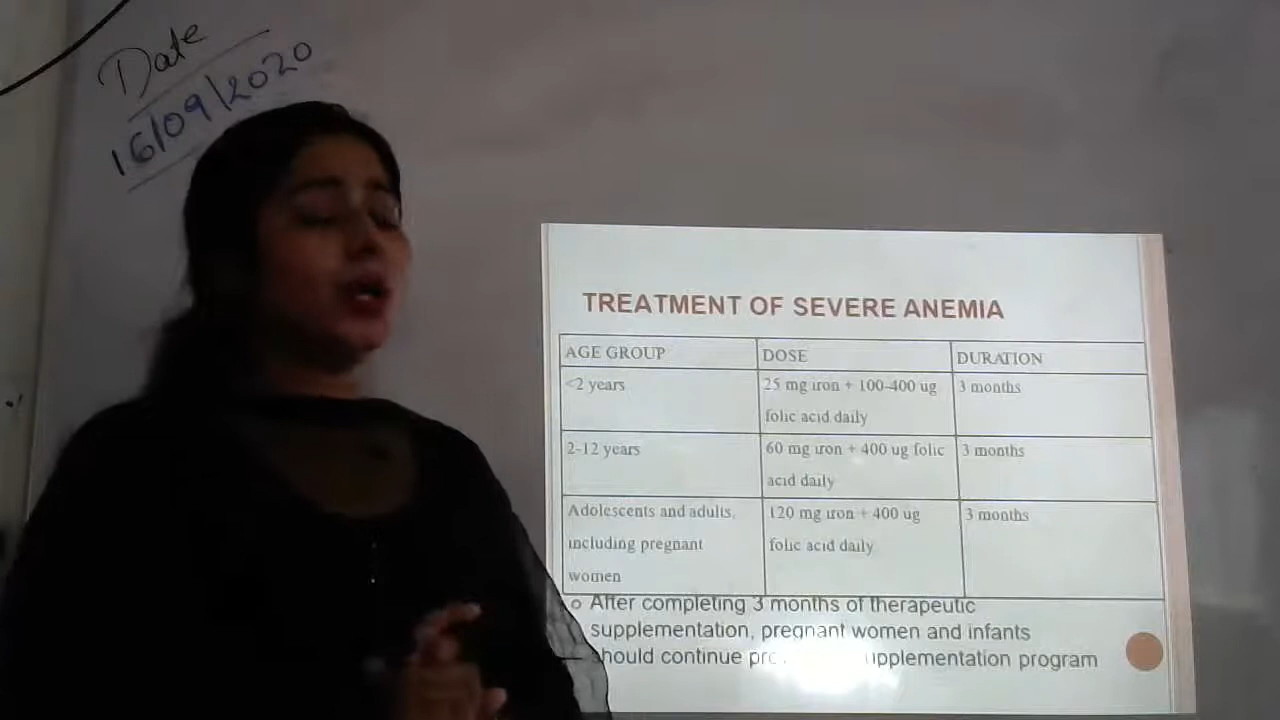 Date
16/09/2020
TREATMENT OF SEVERE ANEMIA
AGE GROUP DOSE DURATION
<2 years 25 mg iron + 100-400 ug 3 months
folic acid daily
2-12 years 60 mg iron + 400 ug folic 3 months
acid daily
Adolescents and adults, 120 mg iron + 400 ug 3 months
including pregnant folic acid daily
women
After completing 3 months of therapeutic
supplementation, pregnant women and infants
should continue supplementation program